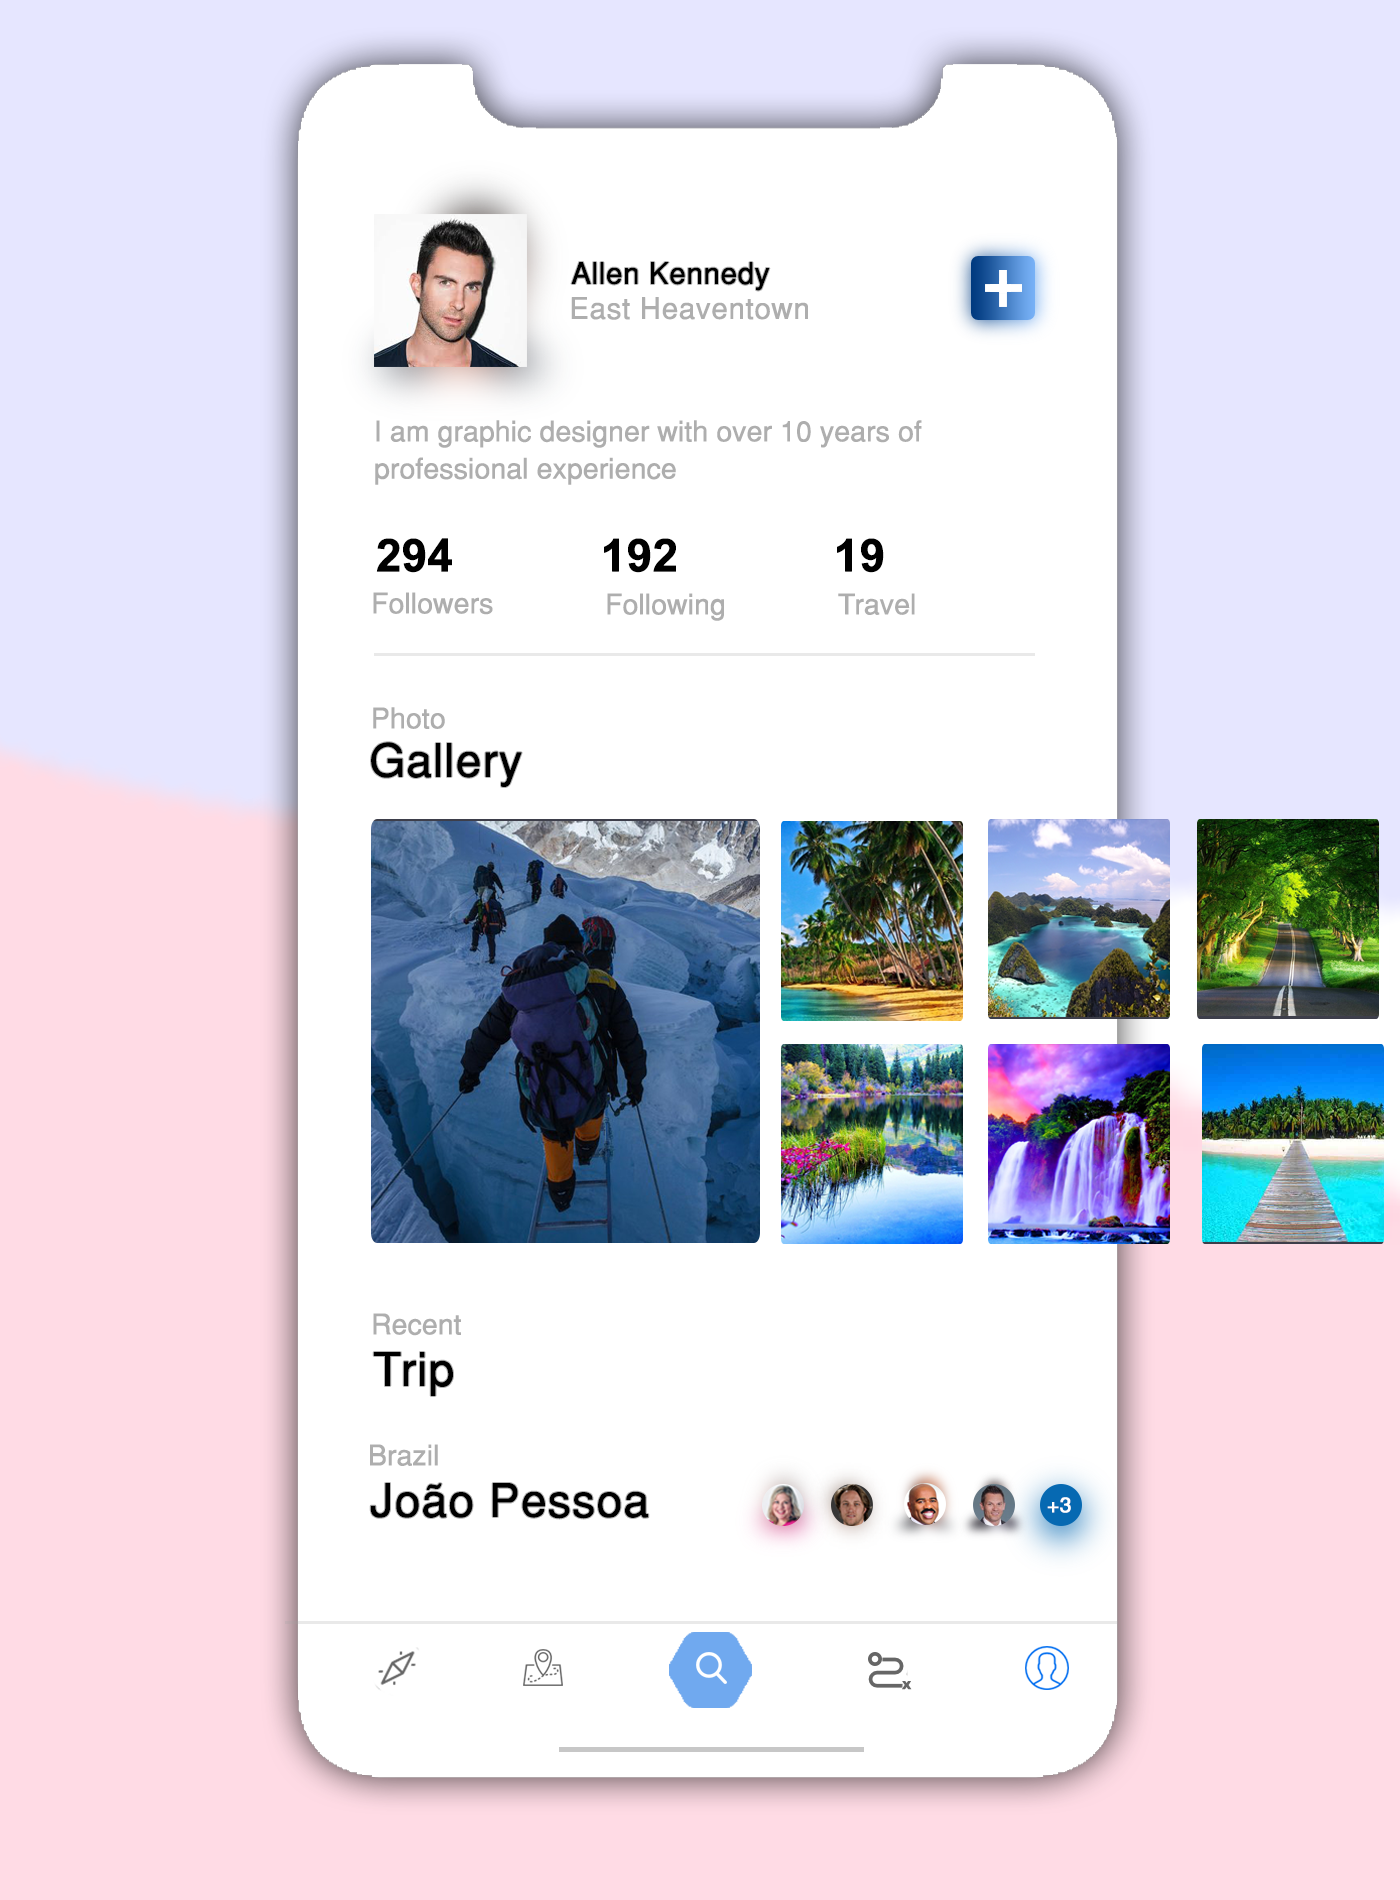 Allen Kennedy
East Heaventown
I am graphic designer with over 10 years of
professional experience
294 192 19
Followers Following Travel
Photo
Gallery
Recent
Trip
Brazil
João Pessoa
+3